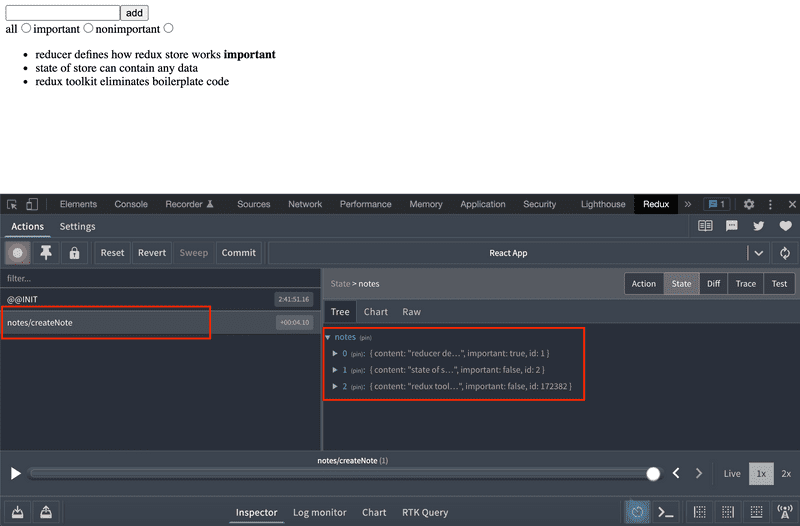 add
all important nonimportant
reducer defines how redux store works important
state of store can contain any data
redux toolkit eliminates boilerplate code
Elements Console Recorder Sources Network Performance Memory Application Security Lighthouse Redux » 1
Actions Settings
Reset Revert Sweep Commit React App
filter...
State > notes Action State Diff Trace Test
@@INIT 2:41:51.16
Tree Chart Raw
notes/createNote +00:04.10
notes (pin)
0 (pin): { content: "reducer de…", important: true, id: 1 }
1 (pin): { content: "state of s…", important: false, id: 2 }
2 (pin): { content: "redux tool…", important: false, id: 172382 }
notes/createNote (1)
Live 1x 2x
Inspector Log monitor Chart RTK Query